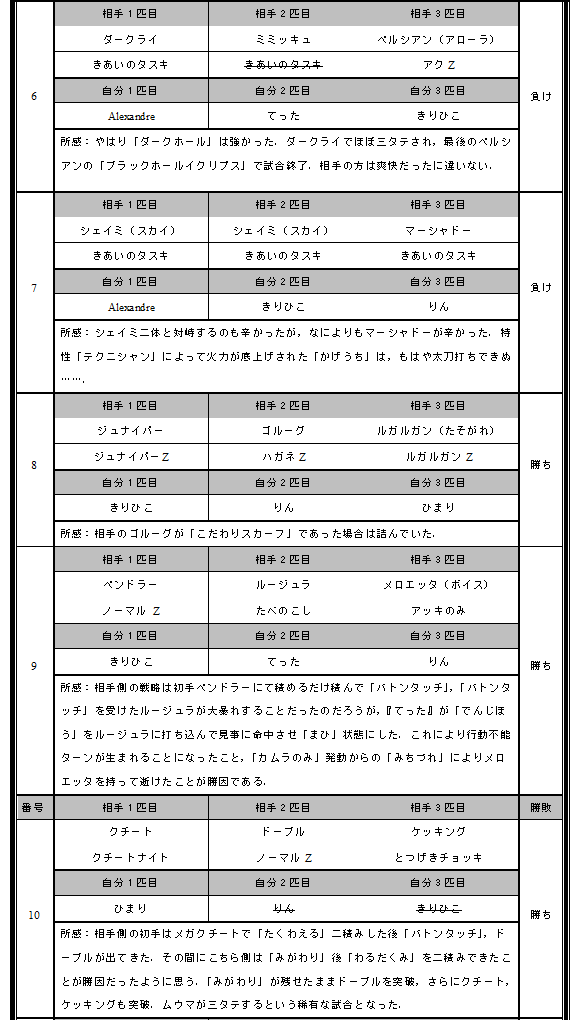 相手1匹目 相手2匹目 相手3匹目
ダークライ ミミッキュ ペルシアン（アローラ）
きあいのタスキ きあいのタスキ アクZ
自分1匹目 自分2匹目 自分3匹目
6 負け
Alexandre てった きりひこ
所感：やはり「ダークホール」は強かった．ダークライでほぼ三タテされ，最後のペルシ
アンの「ブラックホールイクリプス」で試合終了．相手の方は爽快だったに違いない．
相手1匹目 相手2匹目 相手3匹目
シェイミ（スカイ） シェイミ（スカイ） マーシャドー
きあいのタスキ きあいのタスキ きあいのタスキ
自分1匹目 自分2匹目 自分3匹目
7 負け
Alexandre きりひこ りん
所感：シェイミ二体と対峙するのも辛かったが，なによりもマーシャドーが辛かった．特
性「テクニシャン」によって火力が底上げされた「かげうち」は，もはや太刀打ちできぬ
……．
相手1匹目 相手2匹目 相手3匹目
ジュナイパー ゴルーグ ルガルガン（たそがれ）
ジュナイパーZ ハガネZ ルガルガンZ
8 勝ち
自分1匹目 自分2匹目 自分3匹目
きりひこ りん ひまり
所感：相手のゴルーグが「こだわりスカーフ」であった場合は詰んでいた．
相手1匹目 相手2匹目 相手3匹目
ペンドラー ルージュラ メロエッタ（ボイス）
ノーマル Z たべのこし アッキのみ
自分1匹目 自分2匹目 自分3匹目
きりひこ てった りん
9 勝ち
所感：相手側の戦略は初手ペンドラーにて積めるだけ積んで「バトンタッチ」，「バトンタ
ッチ」を受けたルージュラが大暴れすることだったのだろうが，『てった』が「でんじほ
う」をルージュラに打ち込んで見事に命中させ「まひ」状態にした．これにより行動不能
ターンが生まれることになったこと，「カムラのみ」発動からの「みちづれ」によりメロ
エッタを持って逝けたことが勝因である．
番号 相手1匹目 相手2匹目 相手3匹目 勝敗
クチート ドーブル ケッキング
クチートナイト ノーマル Z とつげきチョッキ
自分1匹目 自分2匹目 自分3匹目
10 ひまり りん きりひこ 勝ち
所感：相手側の初手はメガクチートで「たくわえる」二積みした後「バトンタッチ」，ド
ーブルが出てきた．その間にこちら側は「みがわり」後「わるだくみ」を二積みできたこ
とが勝因だったように思う．「みがわり」が残せたままドーブルを突破，さらにクチート，
ケッキングも突破．ムウマが三タテするという稀有な試合となった．